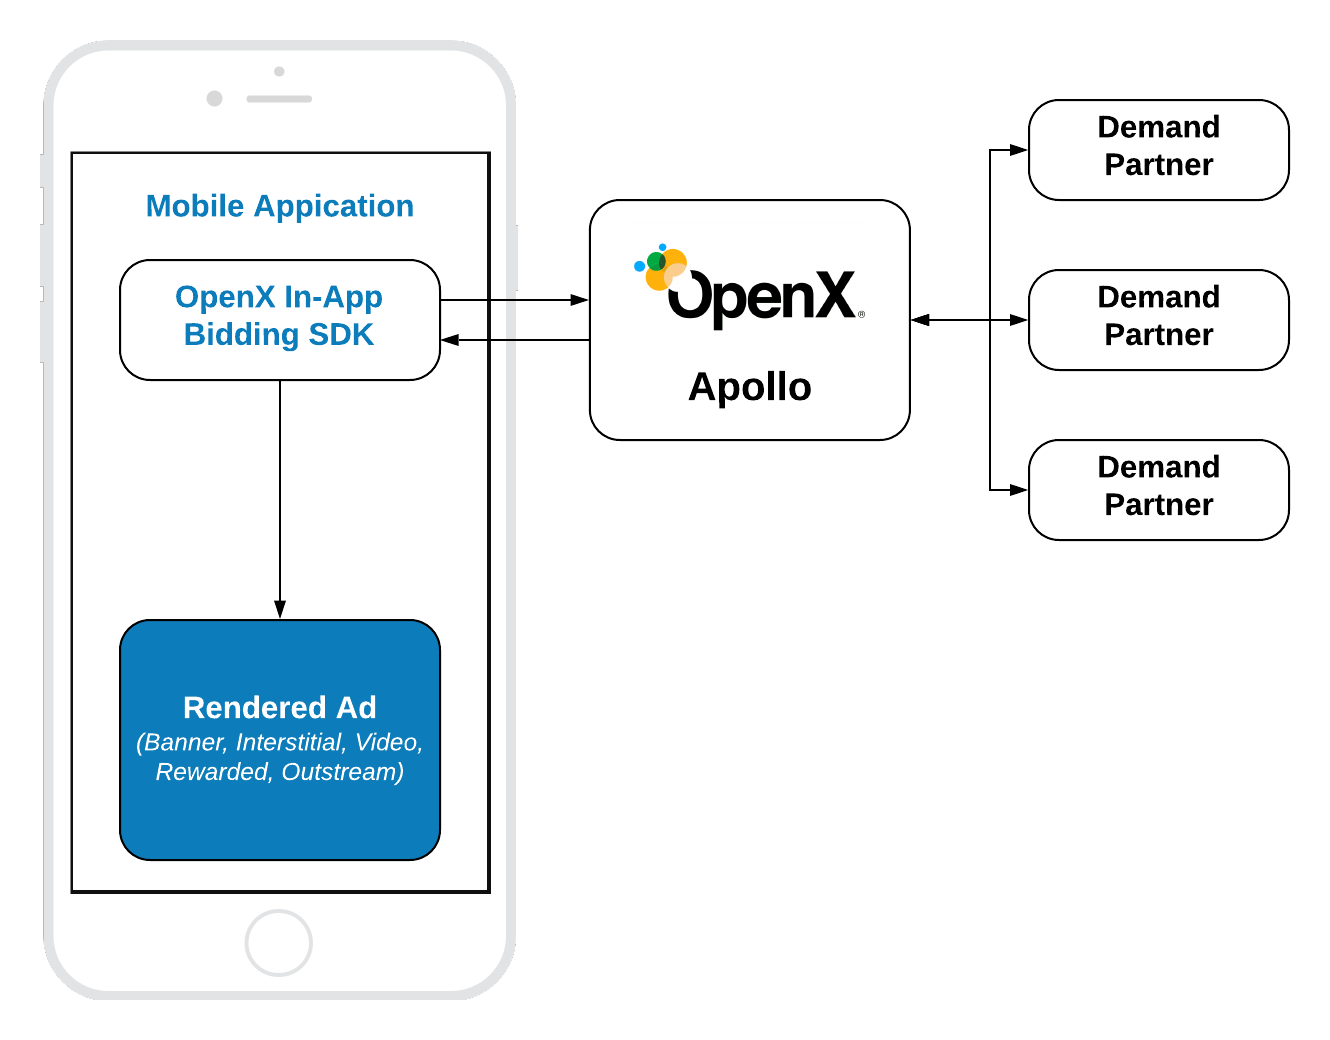 Mobile Appication
OpenX In-App
Bidding SDK
Rendered Ad
(Banner, Interstitial, Video,
Rewarded, Outstream)
OpenX®
Apollo
Demand
Partner
Demand
Partner
Demand
Partner